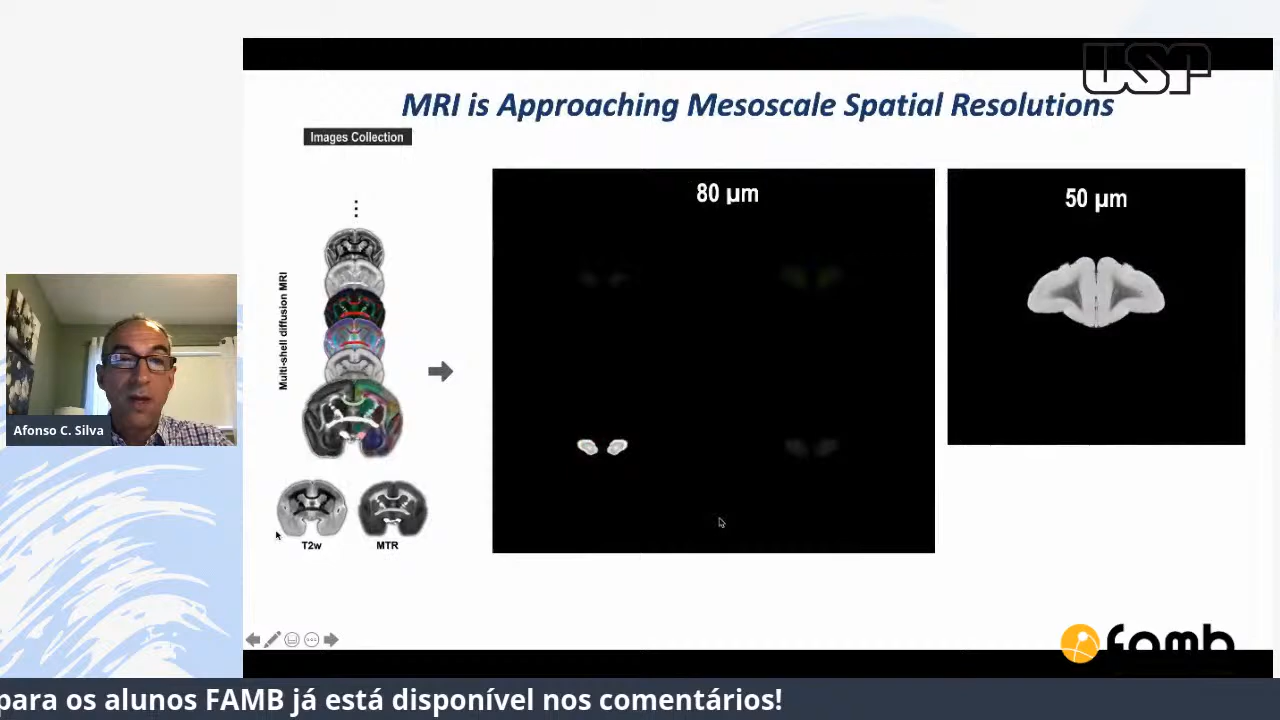 USP
MRI is Approaching Mesoscale Spatial Resolutions
Images Collection
80 µm
50 µm
Multi-shell diffusion MRI
Afonso C. Silva
T2w
MTR
famb
para os alunos FAMB já está disponível nos comentários!